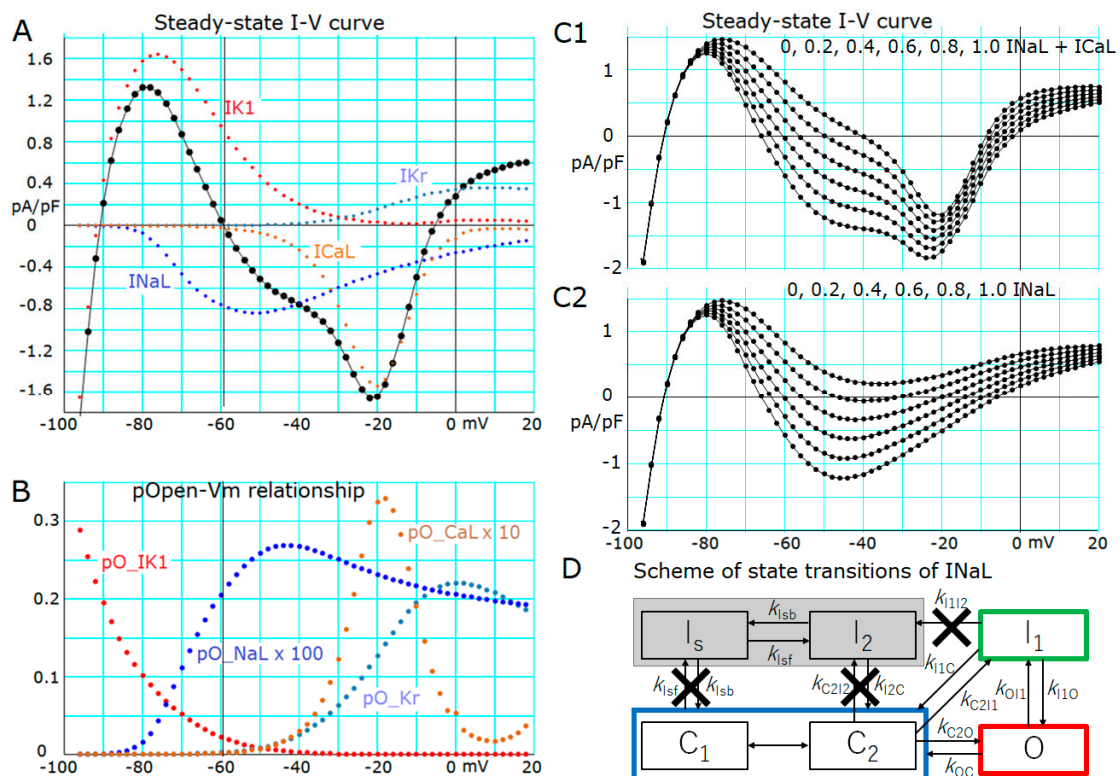 A
Steady-state I-V curve
1.6
1.2
0.8
0.4
pA/pF
0
-0.4
-0.8
-1.2
-1.6
IK1
IKr
ICaL
INaL
-100
-80
-60
-40
-20
0 mV
20
B
pOpen-Vm relationship
-100
-80
-60
-40
-20
0 mV
20
0.3
0.2
0.1
0
pO_IK1
pO_CaL x 10
pO_NaL x 100
pO_Kr
C1
Steady-state I-V curve
0, 0.2, 0.4, 0.6, 0.8, 1.0 INaL + ICaL
1
0
pA/pF
-1
-2
C2
0, 0.2, 0.4, 0.6, 0.8, 1.0 INaL
1
0
pA/pF
-1
-2
-100
-80
-60
-40
-20
0 mV
20
D
Scheme of state transitions of INaL
Is
kIsb
kIsf
I2
kI1I2
I1
kIsf
kIsb
kC2I2
kI2C
kI1C
kC2I1
kOI1
kI1O
C1
C2
kC2O
kOC
O